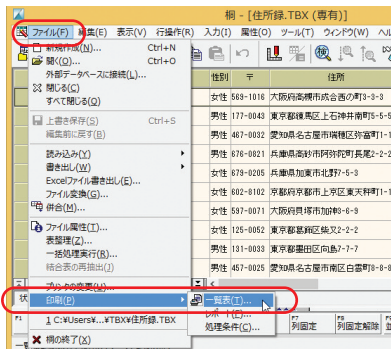 桐 - [住所録.TBX (専有)]
ファイル(F) 編集(E) 表示(V) 行操作(R) 入力(I) 属性(O) ツール(T) ウィンドウ(W)
新規作成(N)... Ctrl+N
開く(O)... Ctrl+O
外部データベースに接続(L)...
閉じる(C)
すべて閉じる(Q)
上書き保存(S) Ctrl+S
編集前に戻す(B)
読み込み(Y)
書き出し(W)
Excelファイル書き出し(E)...
ファイル変換(G)...
併合(M)...
ファイル属性(T)...
表整理(Z)...
一括処理実行(R)...
結合表の再抽出(J)
プリンタの変更(U)...
印刷(P)
1 C:¥Users¥...¥TBX¥住所録.TBX
桐の終了(X)
一覧表(T)...
レポート(F)...
処理条件(C)...
性別 〒 住所
女性 569-1016 大阪府高槻市成合西の町3-3-3
男性 177-0043 東京都練馬区上石神井南町5-5-5
男性 467-0032 愛知県名古屋市瑞穂区弥富町1-1
男性 676-0821 兵庫県高砂市阿弥陀町長尾2-2-2
女性 679-0205 兵庫県加東市北野7-5-3
女性 602-8102 京都府京都市上京区東天秤町1-1
女性 597-0071 大阪府貝塚市加神8-6-9
女性 125-0052 東京都葛飾区柴又2-2-2
男性 131-0033 東京都墨田区向島7-7-7
男性 457-0025 愛知県名古屋市南区白雲町8-8-8
F1
F7
列固定
F8
列固定解除